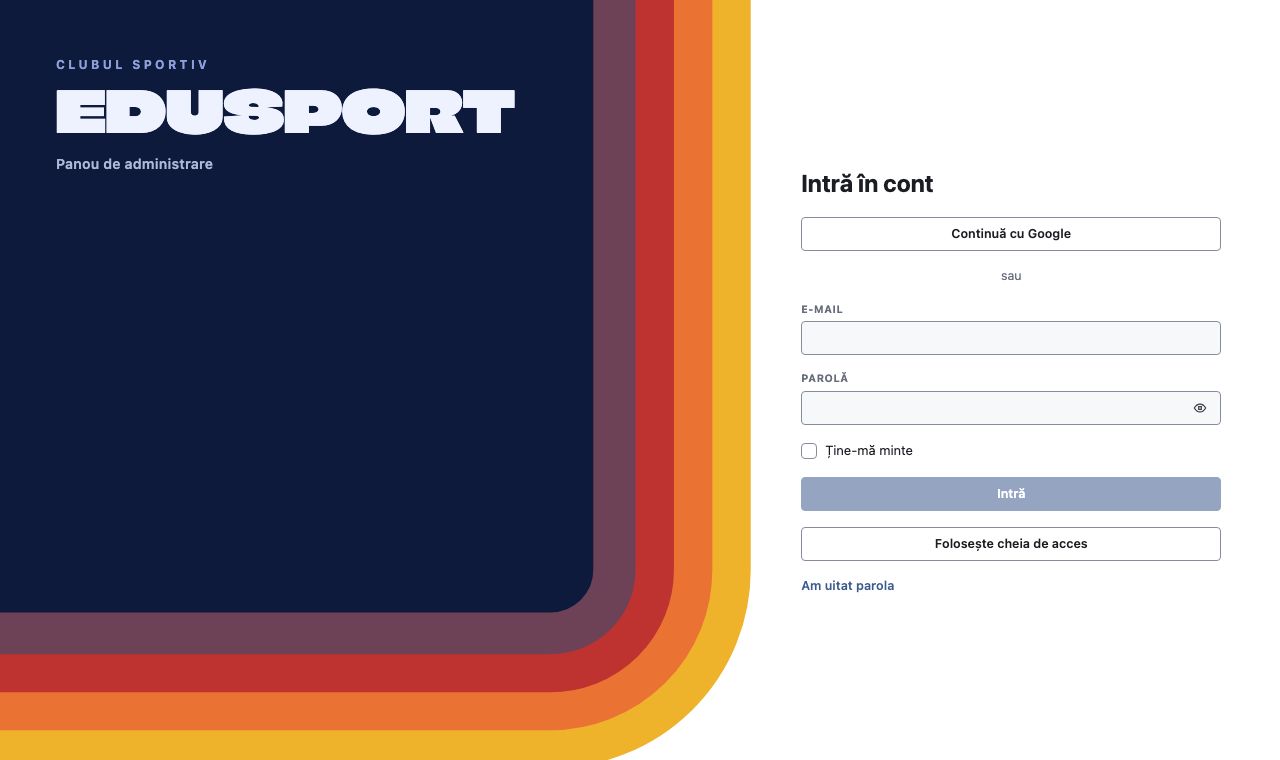 CLUBUL SPORTIV
EDUSPORT
Panou de administrare
Intră în cont
Continuă cu Google
sau
E-MAIL
PAROLĂ
Ține-mă minte
Intră
Folosește cheia de acces
Am uitat parola